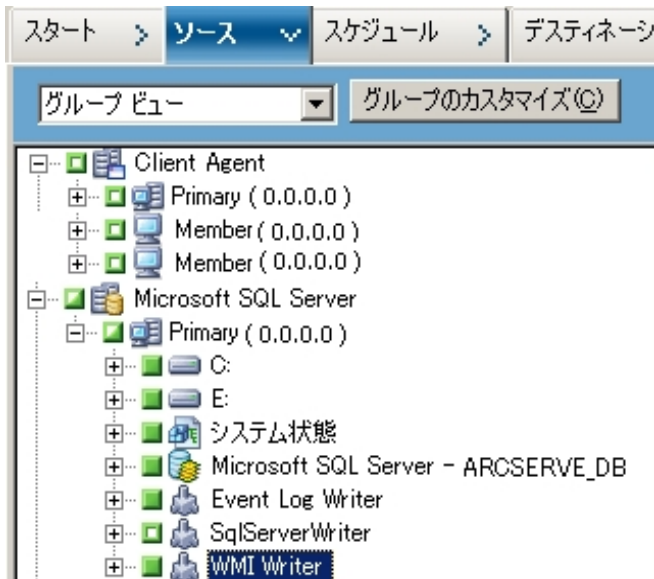 スタート > ソース スケジュール > デスティネーシ
グループ ビュー グループのカスタマイズ(C)
Client Agent
Primary ( 0.0.0.0 )
Member ( 0.0.0.0 )
Member ( 0.0.0.0 )
Microsoft SQL Server
Primary ( 0.0.0.0 )
C:
E:
システム状態
Microsoft SQL Server - ARCSERVE_DB
Event Log Writer
SqlServerWriter
WMI Writer